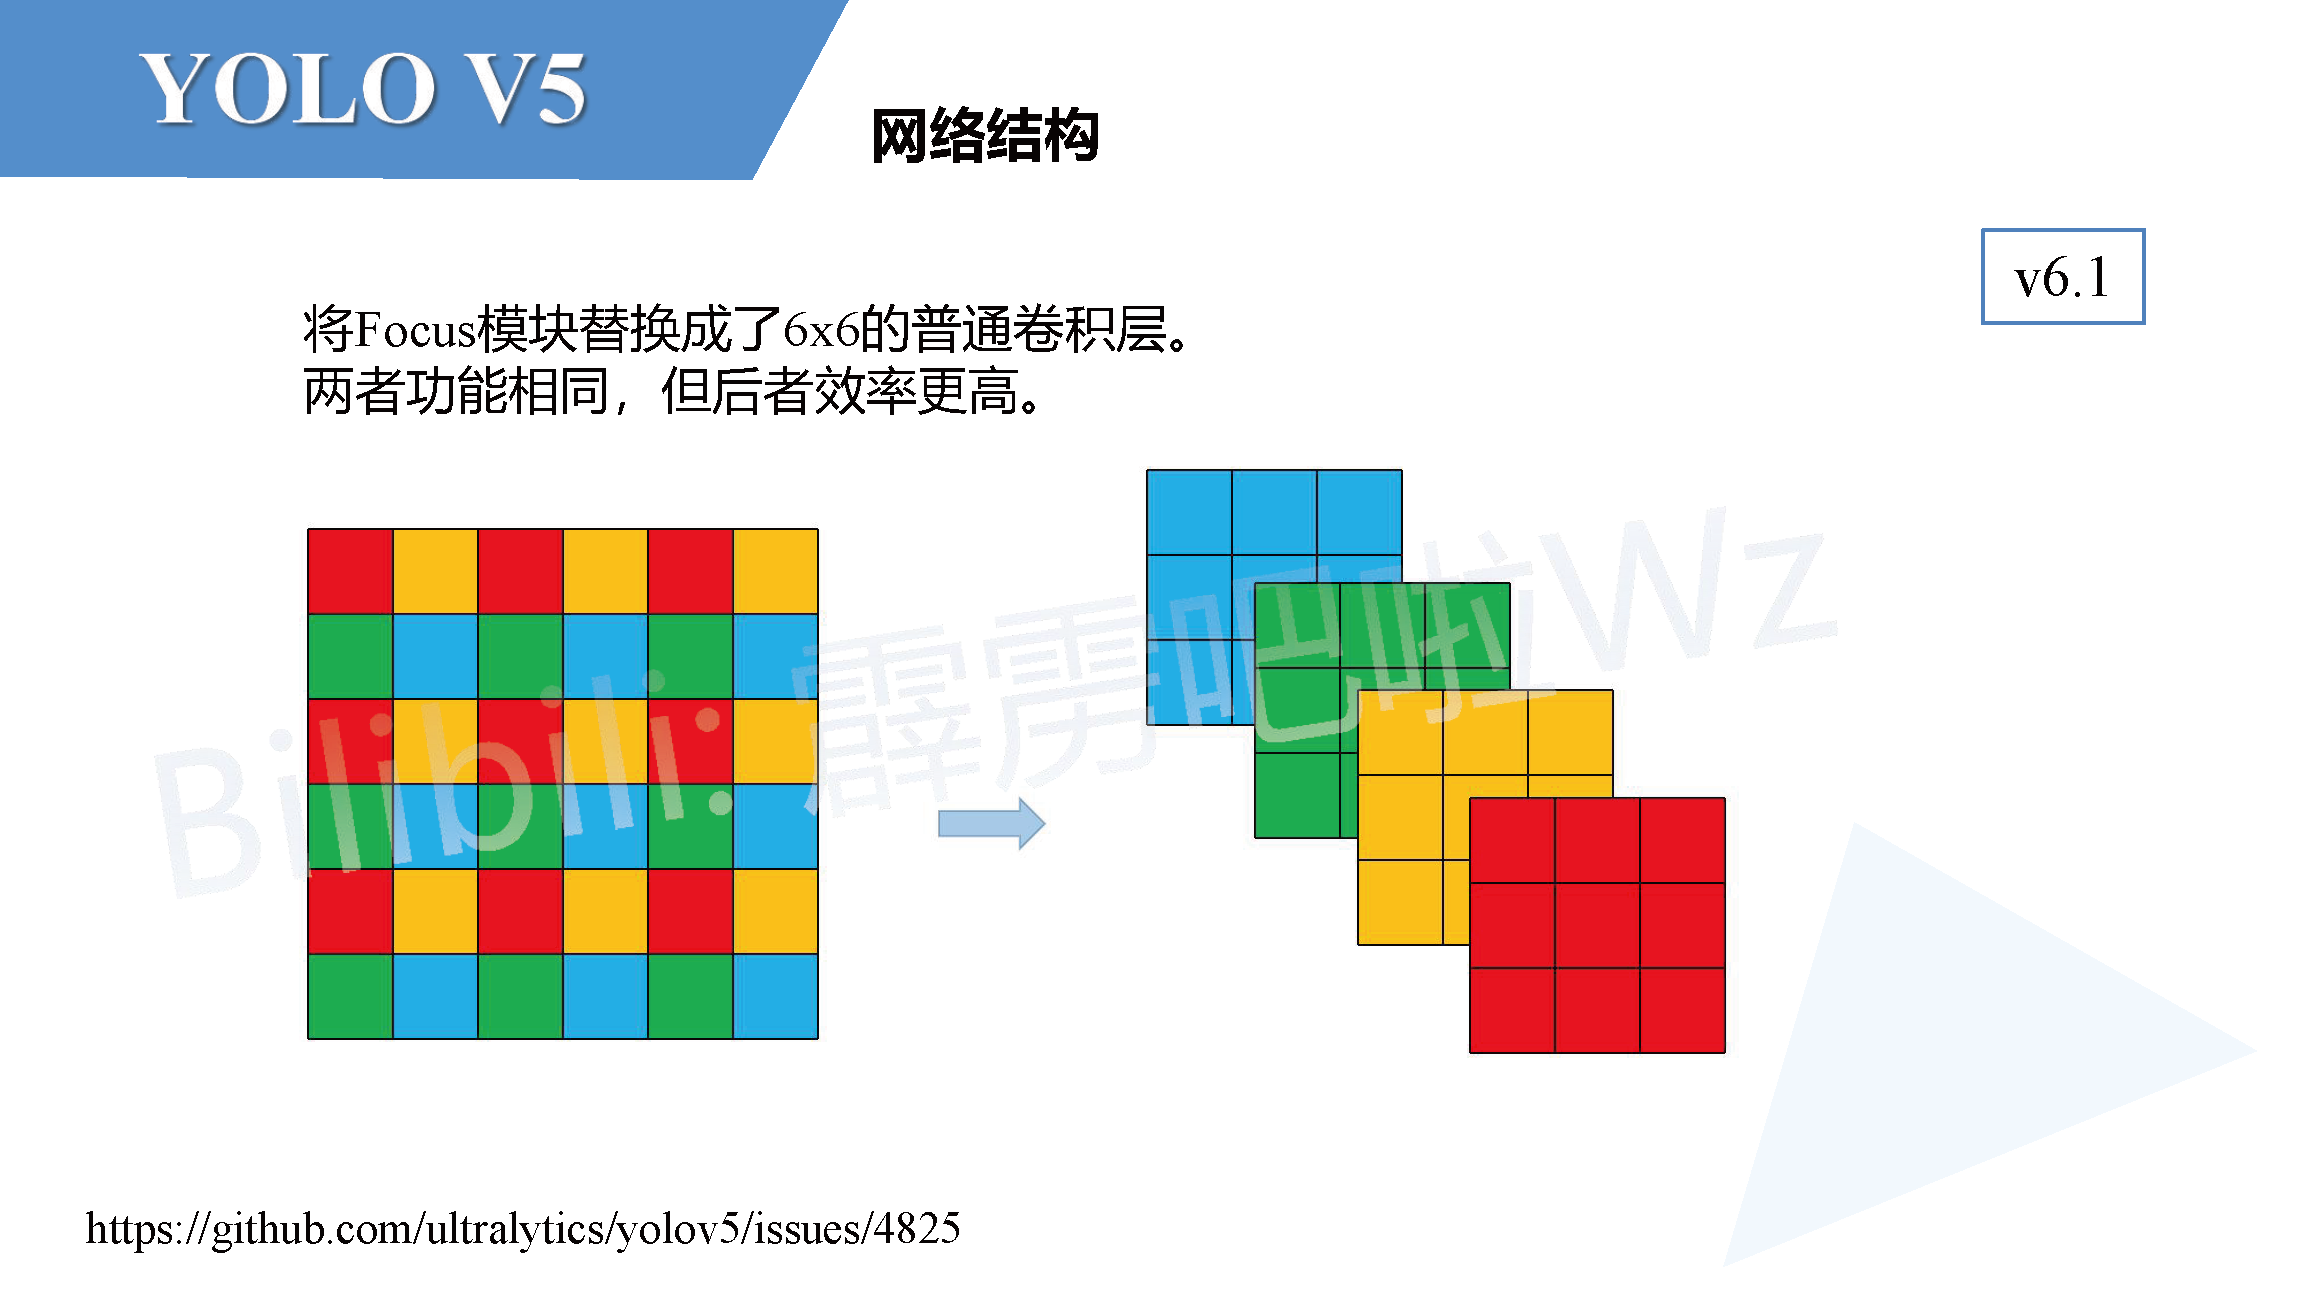 YOLO V5
网络结构
v6.1
将Focus模块替换成了6x6的普通卷积层。
两者功能相同，但后者效率更高。
Bilibili: 霹雳吧啦Wz
https://github.com/ultralytics/yolov5/issues/4825